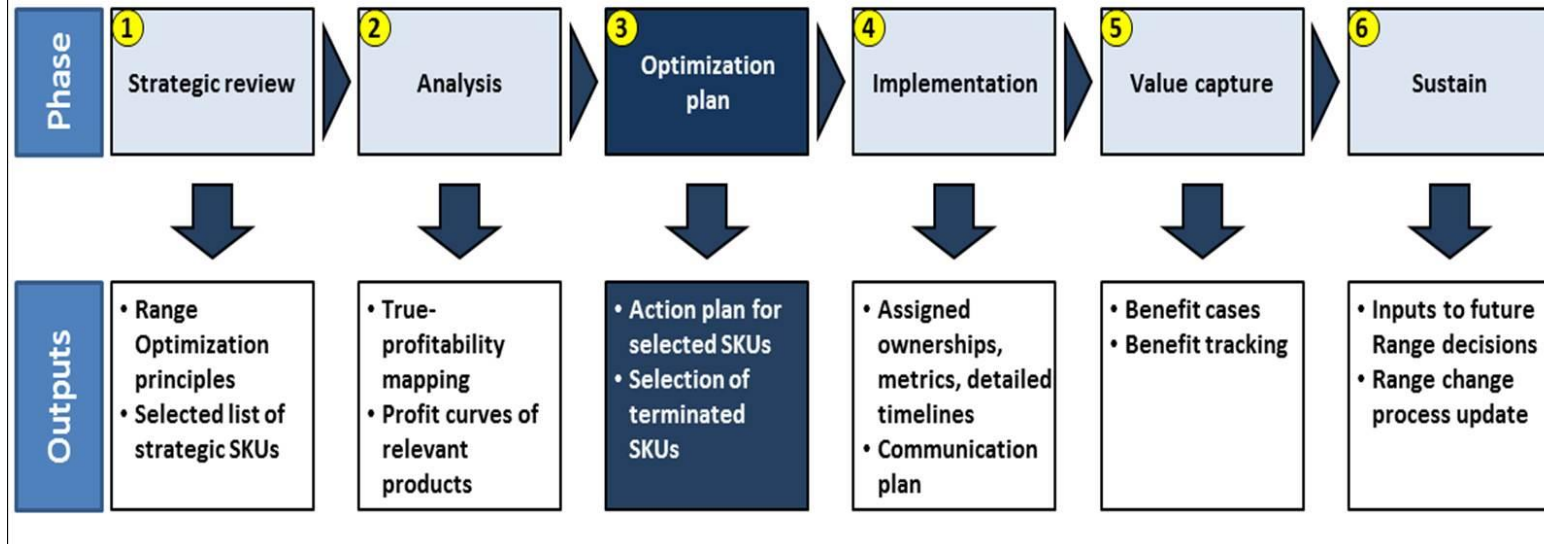 Phase
1
Strategic review
2
Analysis
3
Optimization
plan
4
Implementation
5
Value capture
6
Sustain
Outputs
• Range
Optimization
principles
• Selected list of
strategic SKUs
• True-
profitability
mapping
• Profit curves of
relevant
products
• Action plan for
selected SKUs
• Selection of
terminated
SKUs
• Assigned
ownerships,
metrics, detailed
timelines
• Communication
plan
• Benefit cases
• Benefit tracking
• Inputs to future
Range decisions
• Range change
process update